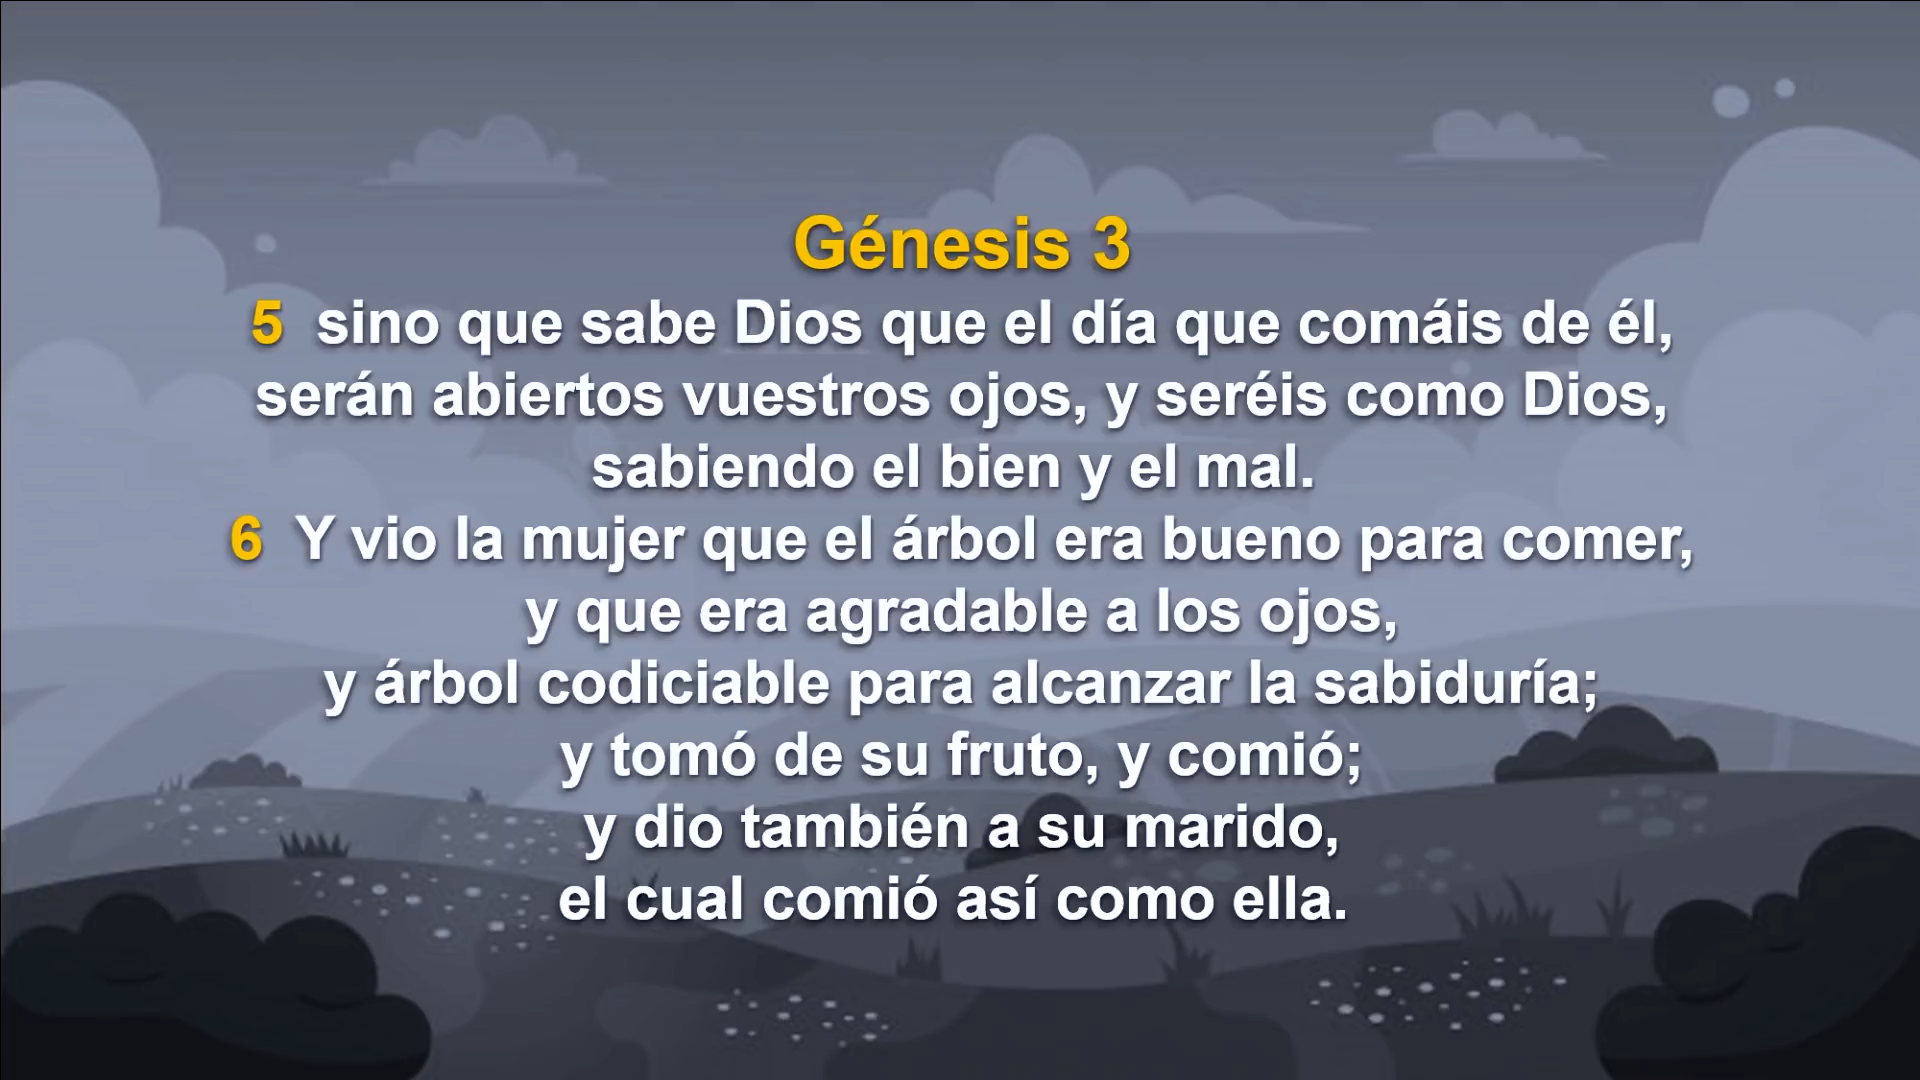 Génesis 3
5 sino que sabe Dios que el día que comáis de él,
serán abiertos vuestros ojos, y seréis como Dios,
sabiendo el bien y el mal.
6 Y vio la mujer que el árbol era bueno para comer,
y que era agradable a los ojos,
y árbol codiciable para alcanzar la sabiduría;
y tomó de su fruto, y comió;
y dio también a su marido,
el cual comió así como ella.